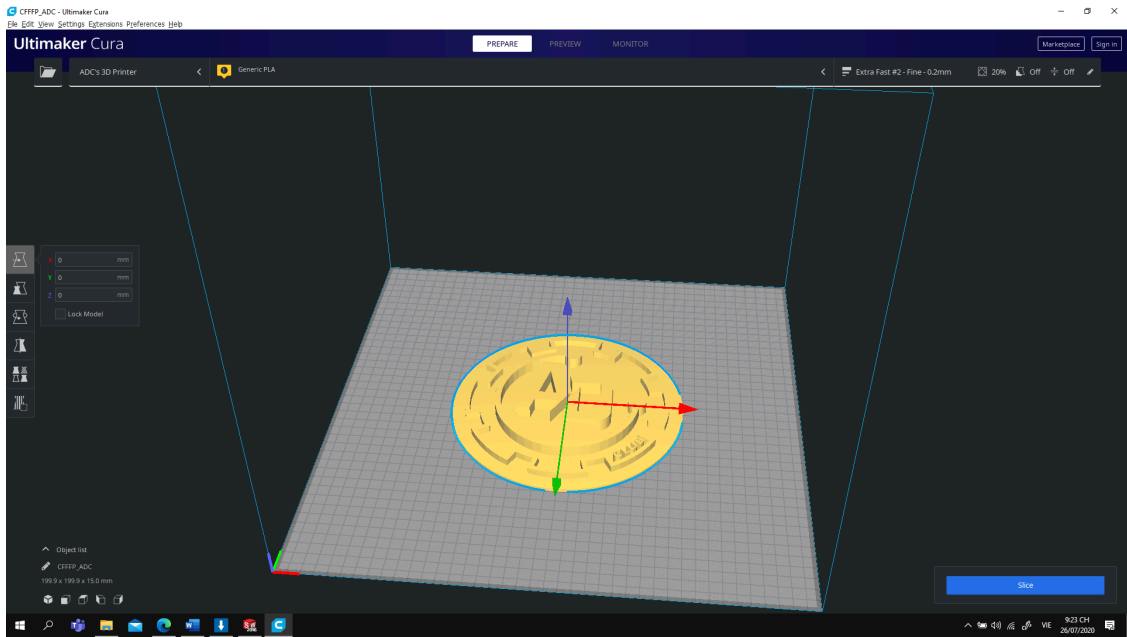 CFFFP_ADC - Ultimaker Cura
File Edit View Settings Extensions Preferences Help
Ultimaker Cura PREPARE PREVIEW MONITOR Marketplace Sign in
ADC's 3D Printer Generic PLA Extra Fast #2 - Fine - 0.2mm 20% Off Off
X 0 mm
Y 0 mm
Z 0 mm
Lock Model
Object list
CFFFP_ADC
199.9 x 199.9 x 15.0 mm
Slice
VIE 9:23 CH
26/07/2020